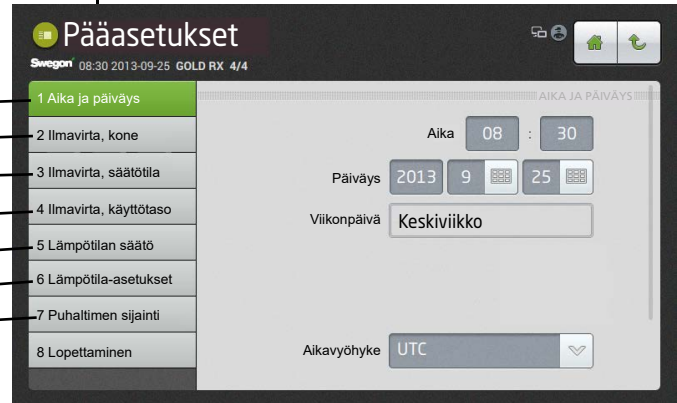 Pääasetukset
Swegon 08:30 2013-09-25 GOLD RX 4/4
1 Aika ja päiväys
2 Ilmavirta, kone
3 Ilmavirta, säätötila
4 Ilmavirta, käyttötaso
5 Lämpötilan säätö
6 Lämpötila-asetukset
7 Puhaltimen sijainti
8 Lopettaminen
AIKA JA PÄIVÄYS
Aika 08 : 30
Päiväys 2013 9 25
Viikonpäivä Keskiviikko
Aikavyöhyke UTC